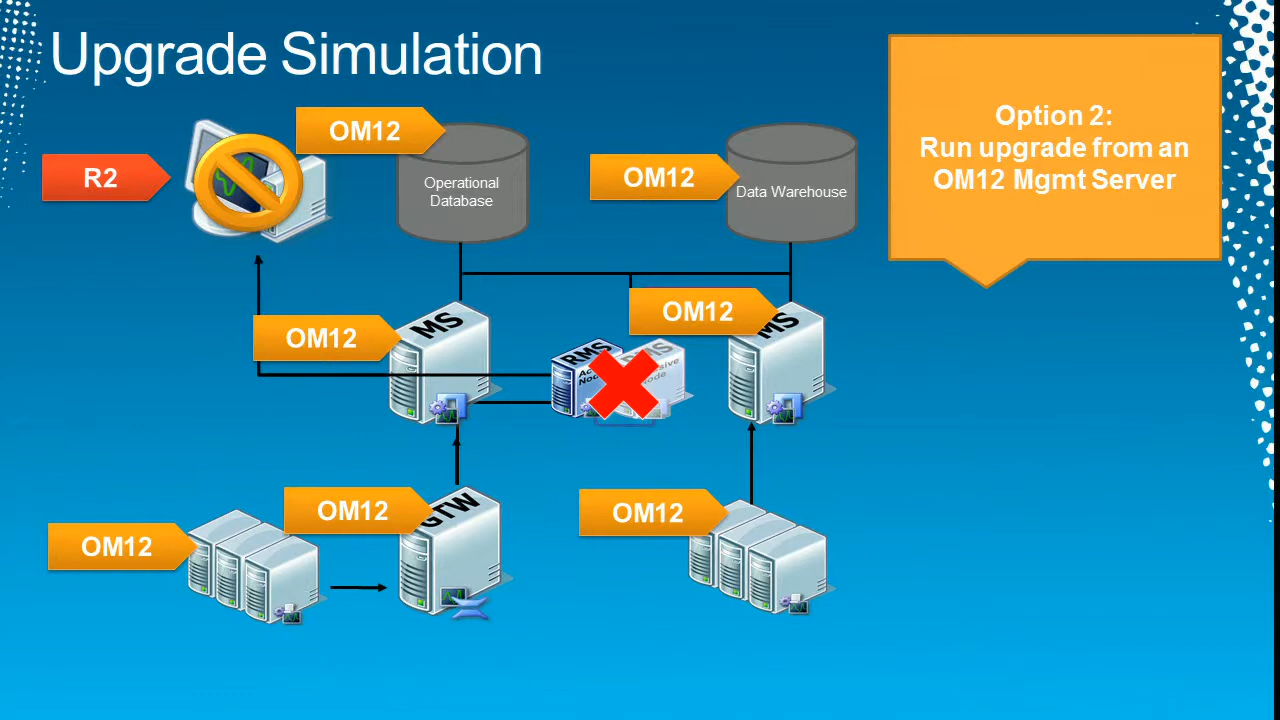 Upgrade Simulation
Option 2:
Run upgrade from an
OM12 Mgmt Server
R2
OM12
Operational
Database
OM12
Data Warehouse
OM12
MS
RMS
OM12
MS
OM12
OM12
GTW
OM12